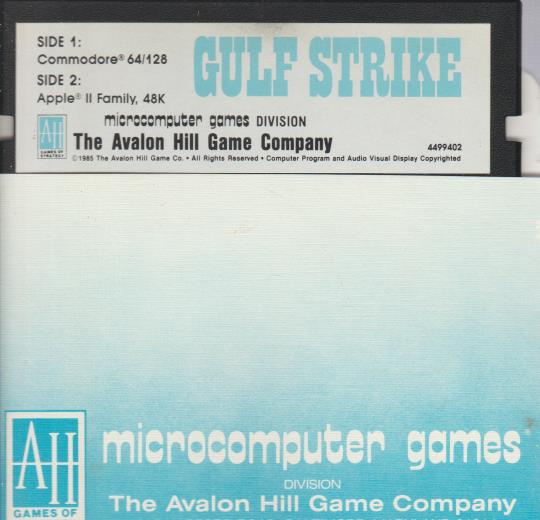 SIDE 1:
Commodore® 64/128
SIDE 2:
Apple® II Family, 48K
GULF STRIKE
microcomputer games DIVISION
The Avalon Hill Game Company
4499402
AH
GAMES OF
STRATEGY
©1985 The Avalon Hill Game Co. • All Rights Reserved • Computer Program and Audio Visual Display Copyrighted
AH
GAMES OF
microcomputer games
DIVISION
The Avalon Hill Game Company